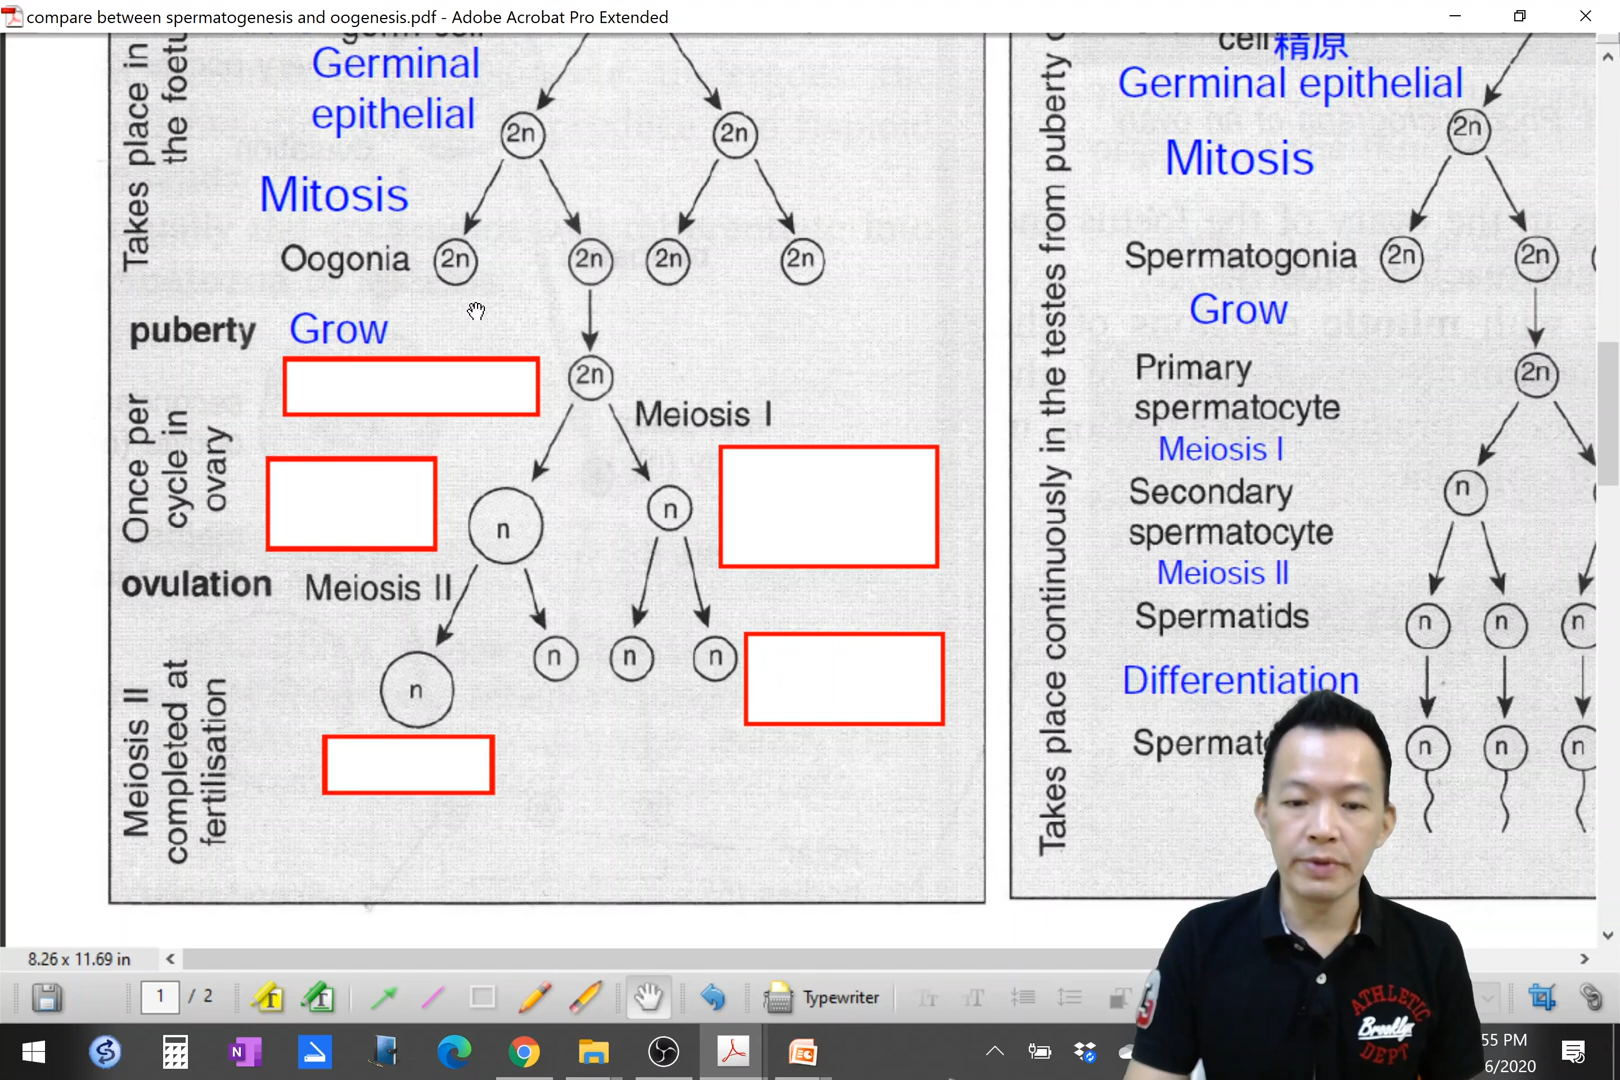 compare between spermatogenesis and oogenesis.pdf - Adobe Acrobat Pro Extended
Takes place in
the foetu
Germinal
epithelial
2n
2n
Mitosis
Oogonia
2n
2n
2n
2n
puberty
Grow
2n
Meiosis I
Once per
cycle in
ovary
n
n
ovulation
Meiosis II
n
n
n
n
Meiosis II
completed at
fertilisation
Takes place continuously in the testes from puberty
cell 精原
Germinal epithelial
2n
Mitosis
Spermatogonia
2n
2n
Grow
Primary
spermatocyte
2n
Meiosis I
Secondary
spermatocyte
n
Meiosis II
Spermatids
n
n
n
Differentiation
Spermat
n
n
n
8.26 x 11.69 in
1 / 2
Typewriter
ATHLETIC
Brooklyn
DEPT
55 PM
6/2020